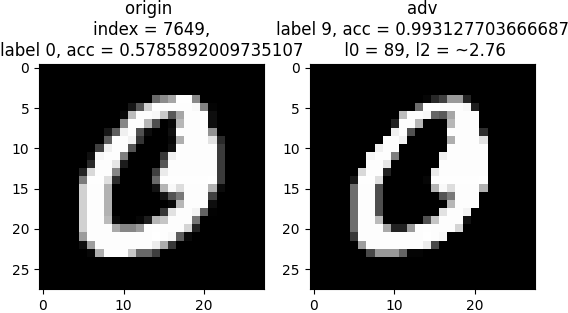 origin
index = 7649,
label 0, acc = 0.5785892009735107
adv
label 9, acc = 0.993127703666687
l0 = 89, l2 = ~2.76
0
5
10
15
20
25
0 10 20
0
5
10
15
20
25
0 10 20